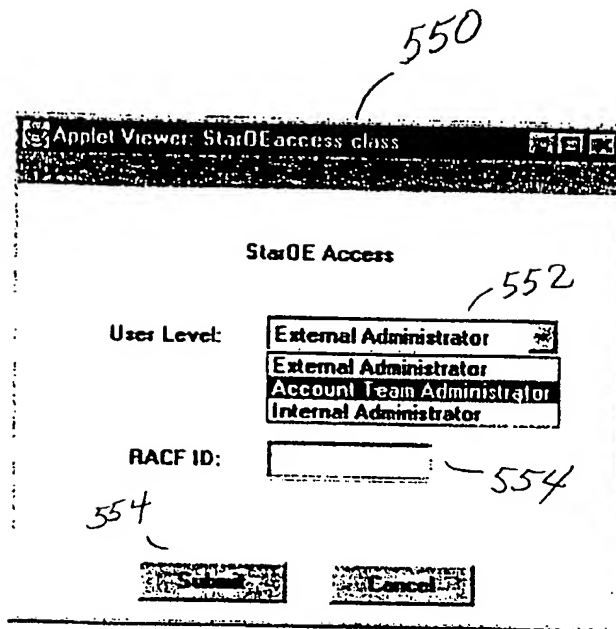 550
Applet Viewer: StarOEaccess class
StarOE Access
552
User Level: External Administrator
External Administrator
Account Team Administrator
Internal Administrator
RACF ID:
554
554
Submit Cancel